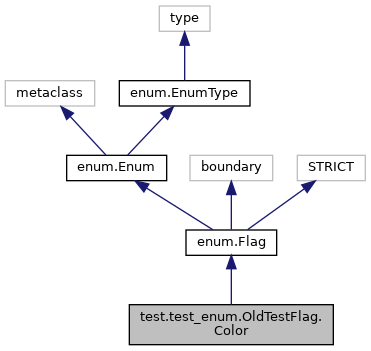 type
metaclass
enum.EnumType
enum.Enum
boundary
STRICT
enum.Flag
test.test_enum.OldTestFlag.
Color